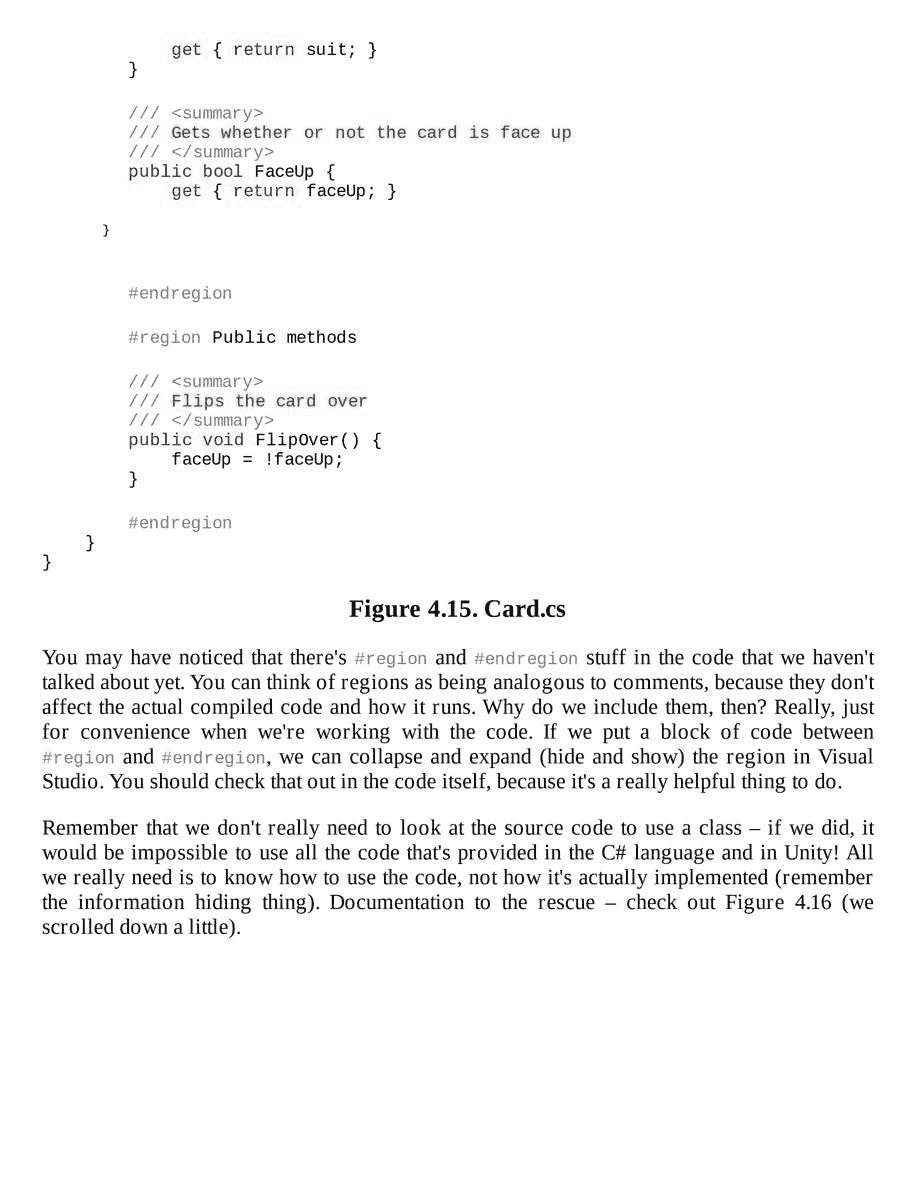 get { return suit; }
}
/// <summary>
/// Gets whether or not the card is face up
/// </summary>
public bool FaceUp {
get { return faceUp; }
}
#endregion
#region Public methods
/// <summary>
/// Flips the card over
/// </summary>
public void FlipOver() {
faceUp = !faceUp;
}
#endregion
}
}
Figure 4.15. Card.cs
You may have noticed that there's #region and #endregion stuff in the code that we haven't
talked about yet. You can think of regions as being analogous to comments, because they don't
affect the actual compiled code and how it runs. Why do we include them, then? Really, just
for convenience when we're working with the code. If we put a block of code between
#region and #endregion, we can collapse and expand (hide and show) the region in Visual
Studio. You should check that out in the code itself, because it's a really helpful thing to do.
Remember that we don't really need to look at the source code to use a class – if we did, it
would be impossible to use all the code that's provided in the C# language and in Unity! All
we really need is to know how to use the code, not how it's actually implemented (remember
the information hiding thing). Documentation to the rescue – check out Figure 4.16 (we
scrolled down a little).